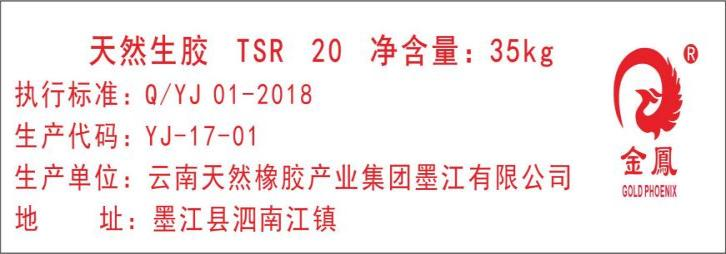 天然生胶 TSR 20 净含量：35kg
执行标准：Q/YJ 01-2018
生产代码：YJ-17-01
生产单位：云南天然橡胶产业集团墨江有限公司
地 址：墨江县泗南江镇
®
金鳳
GOLD PHOENIX